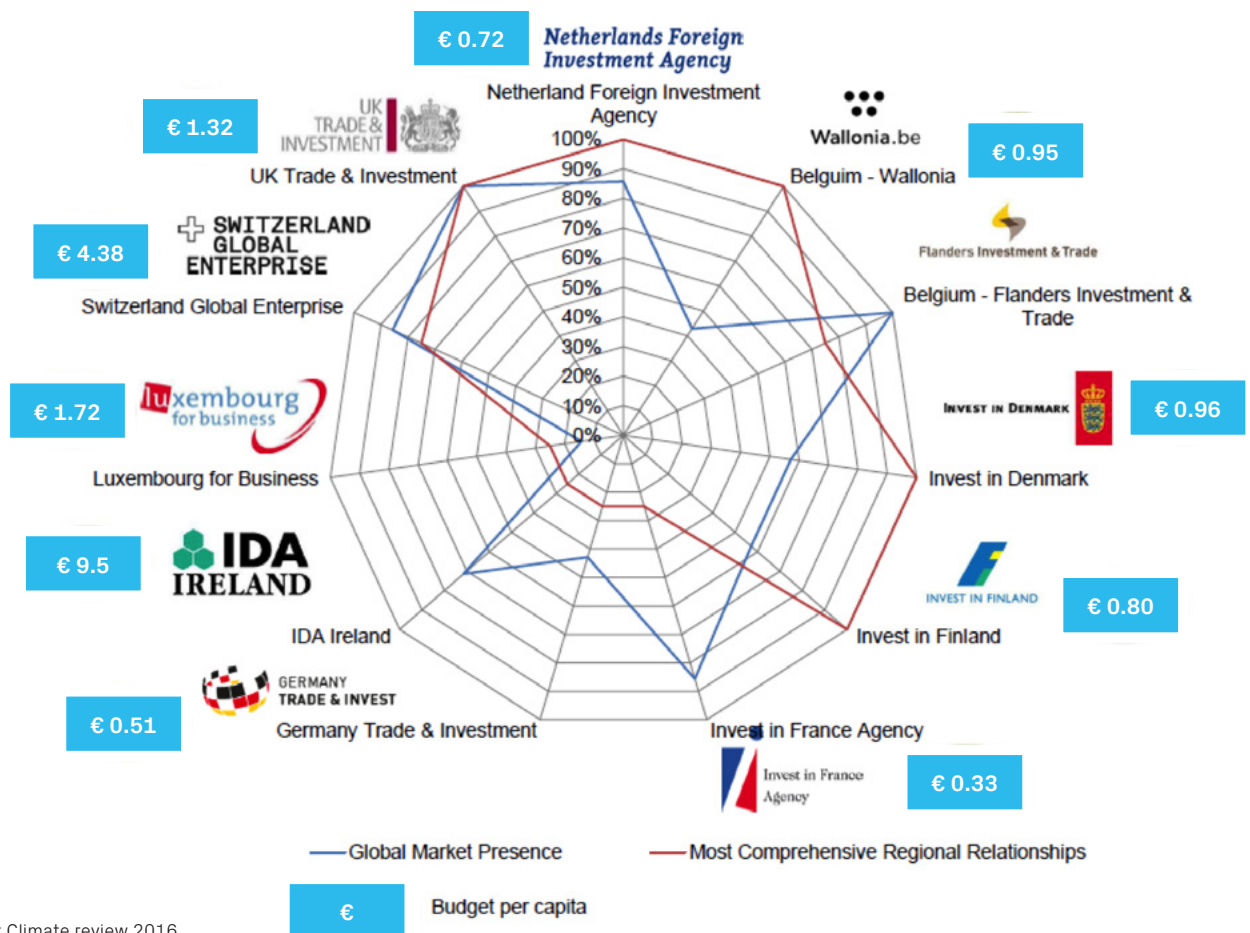 € 0.72
Netherlands Foreign
Investment Agency
Netherland Foreign Investment
Agency
€ 1.32
UK
TRADE &
INVESTMENT
UK Trade & Investment
Wallonia.be
€ 0.95
Belguim - Wallonia
€ 4.38
SWITZERLAND
GLOBAL
ENTERPRISE
Switzerland Global Enterprise
Flanders Investment & Trade
Belgium - Flanders Investment &
Trade
100%
90%
80%
70%
60%
50%
40%
30%
20%
10%
0%
€ 1.72
luxembourg
for business
Luxembourg for Business
INVEST IN DENMARK
€ 0.96
Invest in Denmark
€ 9.5
IDA
IRELAND
IDA Ireland
INVEST IN FINLAND
€ 0.80
Invest in Finland
€ 0.51
GERMANY
TRADE & INVEST
Germany Trade & Investment
Invest in France Agency
Invest in France
Agency
€ 0.33
Global Market Presence
Most Comprehensive Regional Relationships
€
Budget per capita
Climate review 2016